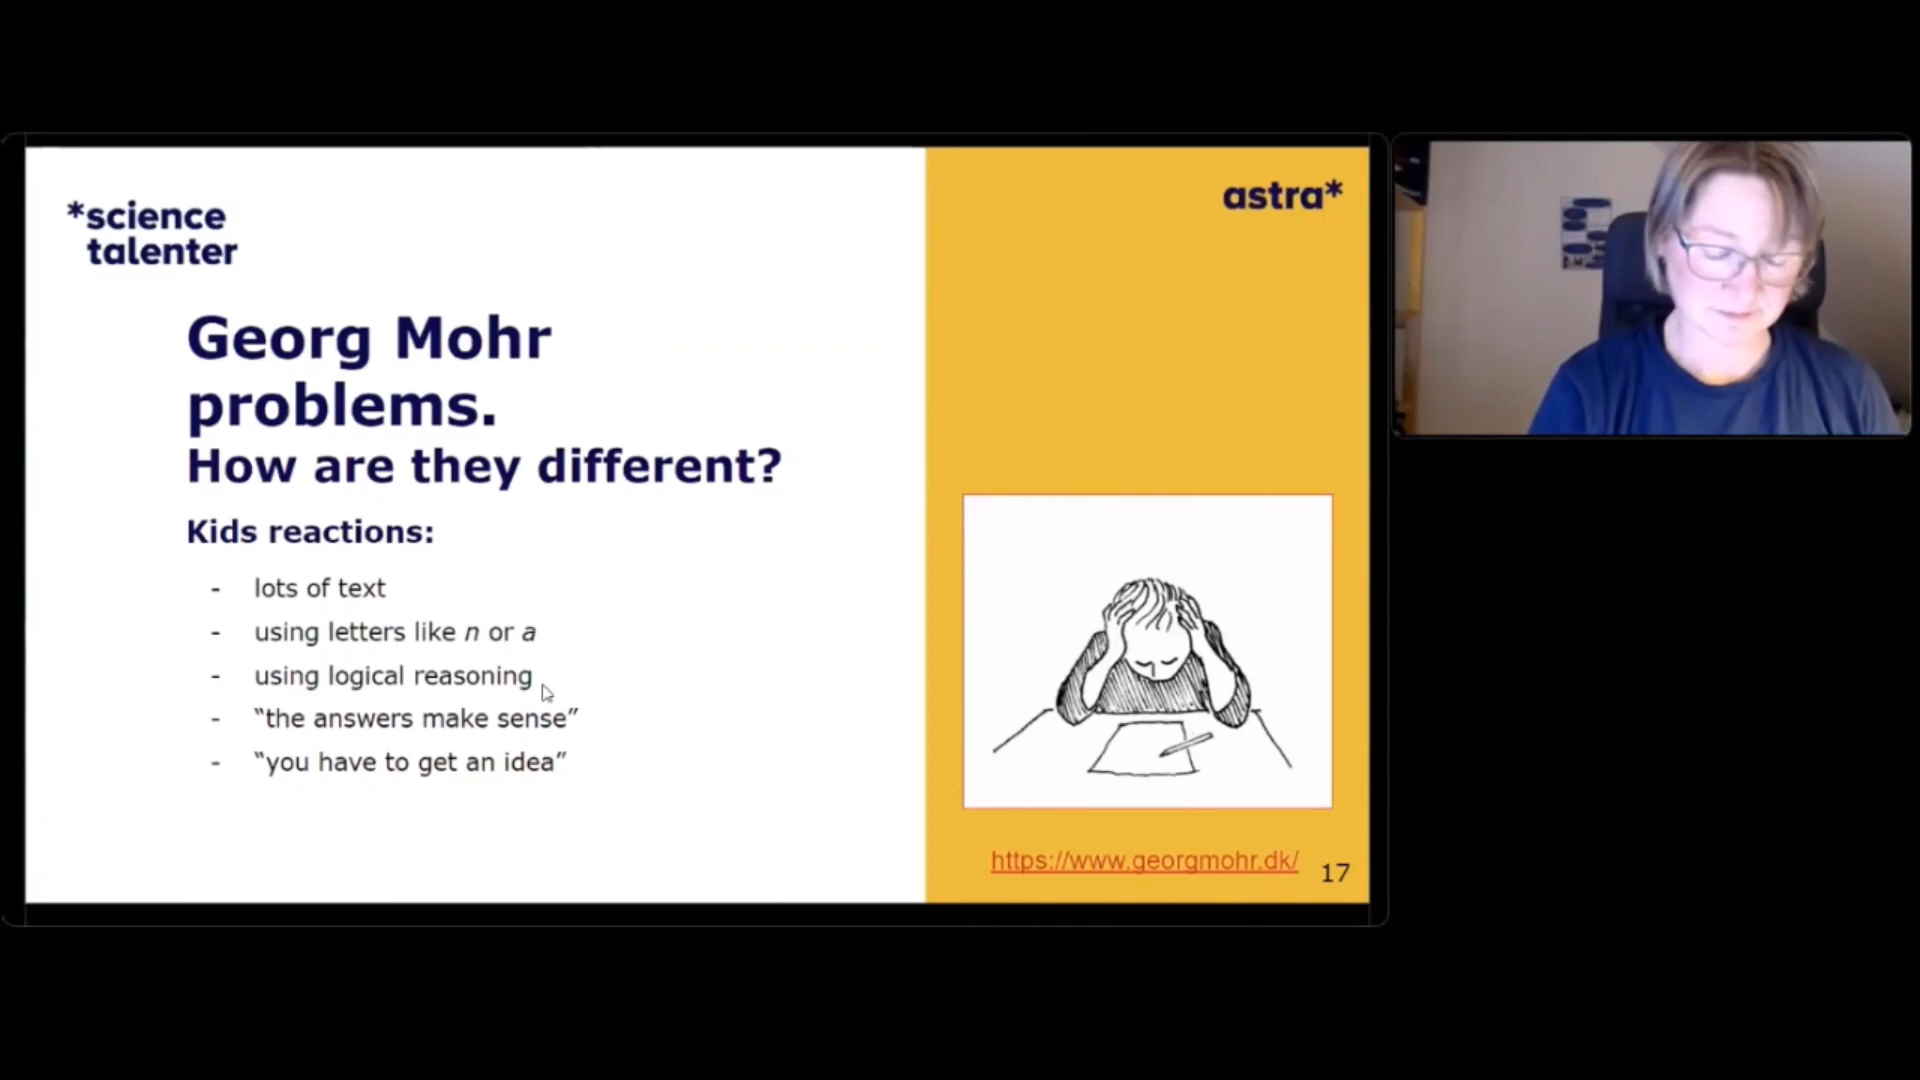 *science
talenter
astra*
Georg Mohr
problems.
How are they different?
Kids reactions:
- lots of text
- using letters like n or a
- using logical reasoning
- “the answers make sense”
- “you have to get an idea”
https://www.georgmohr.dk/
17